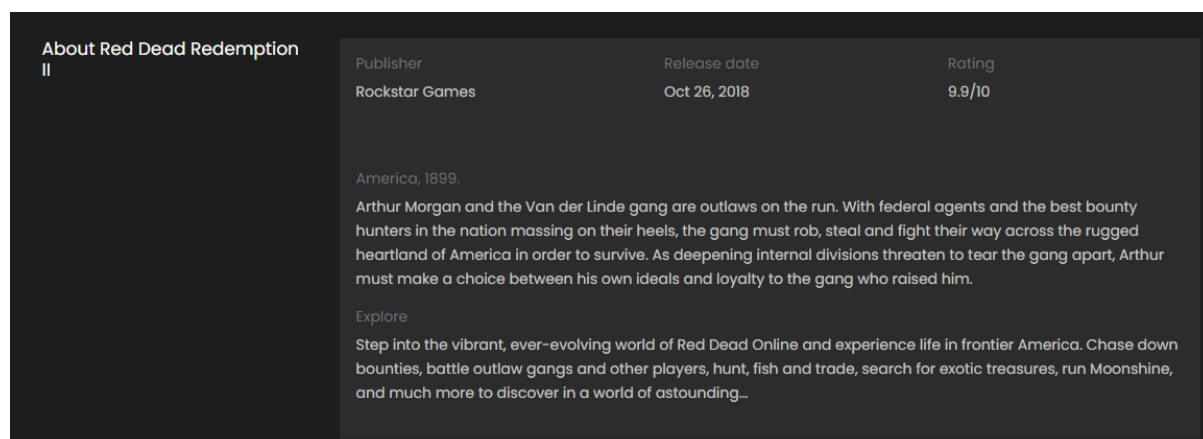 About Red Dead Redemption
II
Publisher Release date Rating
Rockstar Games Oct 26, 2018 9.9/10
America, 1899.
Arthur Morgan and the Van der Linde gang are outlaws on the run. With federal agents and the best bounty
hunters in the nation massing on their heels, the gang must rob, steal and fight their way across the rugged
heartland of America in order to survive. As deepening internal divisions threaten to tear the gang apart, Arthur
must make a choice between his own ideals and loyalty to the gang who raised him.
Explore
Step into the vibrant, ever-evolving world of Red Dead Online and experience life in frontier America. Chase down
bounties, battle outlaw gangs and other players, hunt, fish and trade, search for exotic treasures, run Moonshine,
and much more to discover in a world of astounding...